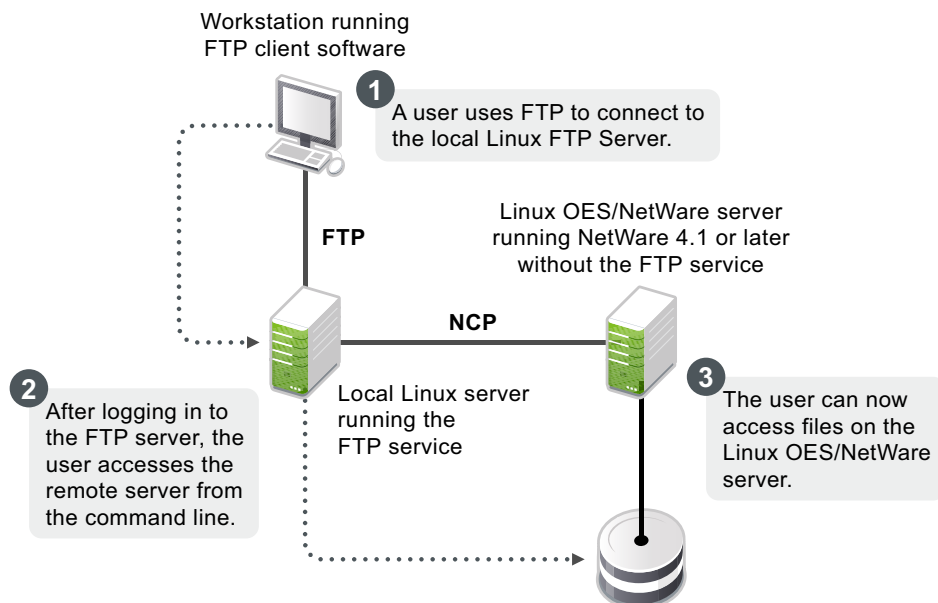 Workstation running
FTP client software
1
A user uses FTP to connect to
the local Linux FTP Server.
FTP
Linux OES/NetWare server
running NetWare 4.1 or later
without the FTP service
NCP
2
After logging in to
the FTP server, the
user accesses the
remote server from
the command line.
Local Linux server
running the
FTP service
3
The user can now
access files on the
Linux OES/NetWare
server.